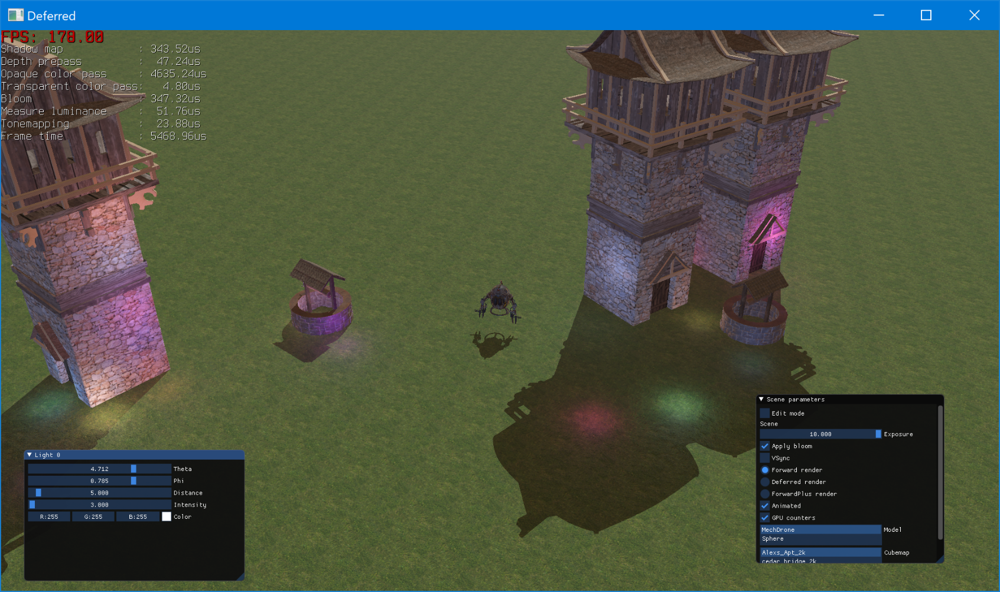 Deferred
FPS: 178.00
Shadow map : 343.52us
Depth prepass : 47.24us
Opaque color pass : 4635.24us
Transparent color pass: 4.80us
Bloom : 347.32us
Measure luminance : 51.76us
Tonemapping : 23.88us
Frame time : 5468.96us
Light 0
4.712 Theta
0.785 Phi
5.000 Distance
3.000 Intensity
R:255 G:255 B:255 Color
Scene parameters
Edit mode
Scene
10.000 Exposure
Apply bloom
VSync
Forward render
Deferred render
ForwardPlus render
Animated
GPU counters
MechDrone Model
Sphere
Alexs_Apt_2k Cubemap
cedar_bridge_2k